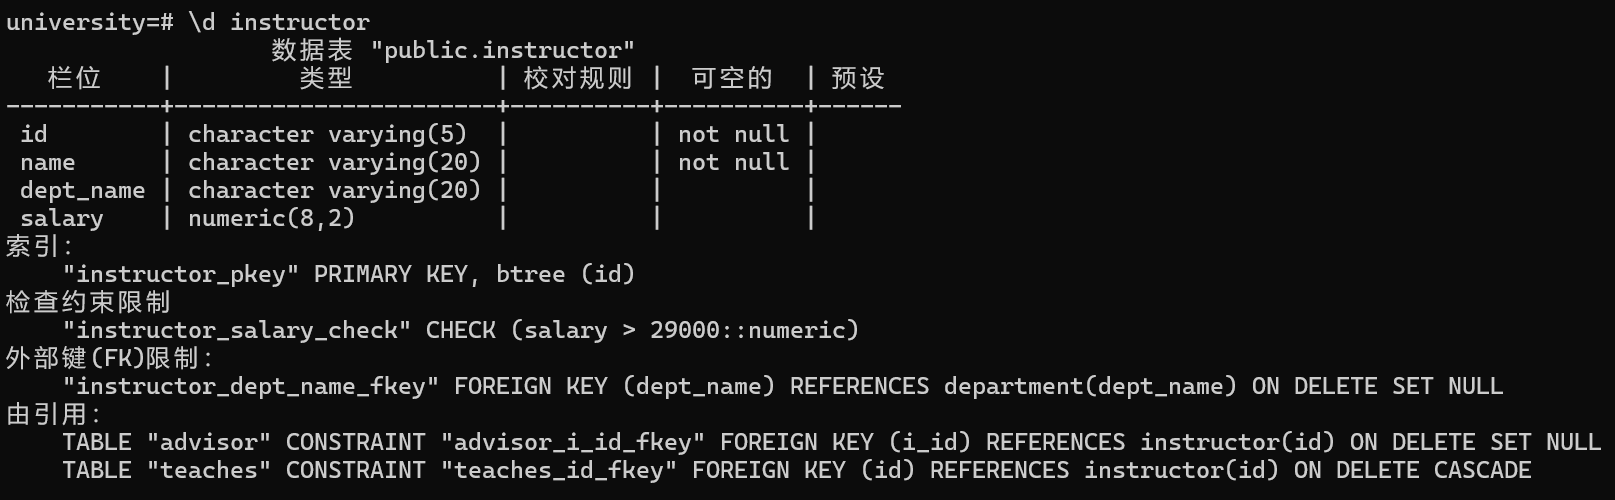 university=# \d instructor
数据表 "public.instructor"
栏位 | 类型 | 校对规则 | 可空的 | 预设
----------+-----------------------+----------+----------+------
id | character varying(5) | | not null |
name | character varying(20) | | not null |
dept_name | character varying(20) | | |
salary | numeric(8,2) | | |
索引:
"instructor_pkey" PRIMARY KEY, btree (id)
检查约束限制
"instructor_salary_check" CHECK (salary > 29000::numeric)
外部键(FK)限制:
"instructor_dept_name_fkey" FOREIGN KEY (dept_name) REFERENCES department(dept_name) ON DELETE SET NULL
由引用:
TABLE "advisor" CONSTRAINT "advisor_i_id_fkey" FOREIGN KEY (i_id) REFERENCES instructor(id) ON DELETE SET NULL
TABLE "teaches" CONSTRAINT "teaches_id_fkey" FOREIGN KEY (id) REFERENCES instructor(id) ON DELETE CASCADE